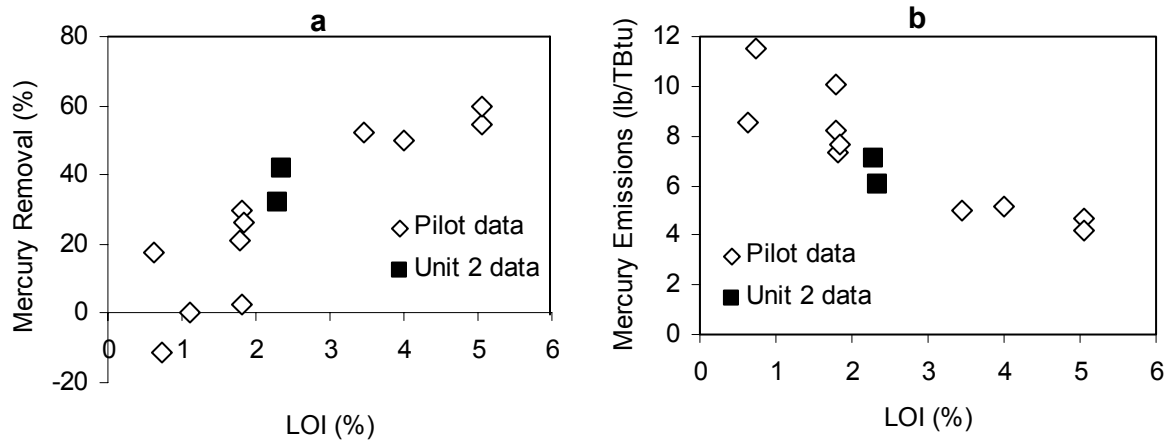 a
Mercury Removal (%)
80
60
40
20
0
-20
0 1 2 3 4 5 6
Pilot data
Unit 2 data
LOI (%)
b
Mercury Emissions (lb/TBtu)
12
10
8
6
4
2
0
Pilot data
Unit 2 data
0 1 2 3 4 5 6
LOI (%)